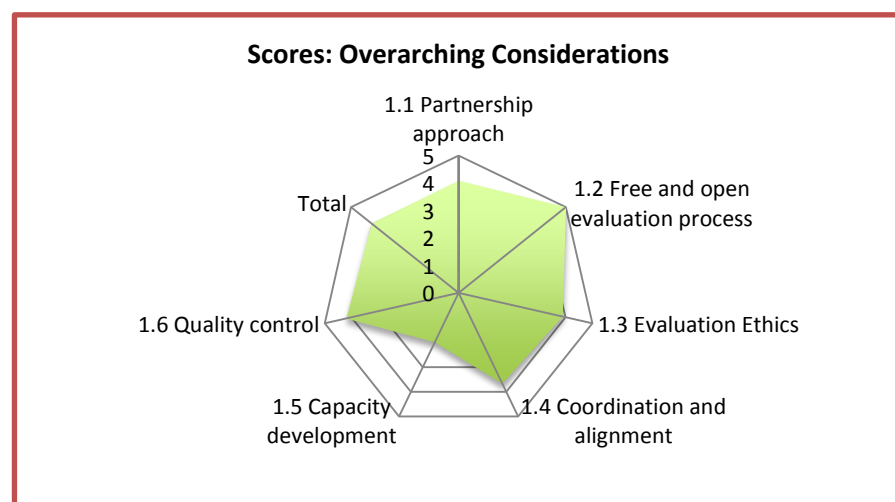 Scores: Overarching Considerations
1.1 Partnership
approach
5
4
3
2
1
0
1.2 Free and open
evaluation process
1.3 Evaluation Ethics
1.4 Coordination and
alignment
1.5 Capacity
development
1.6 Quality control
Total